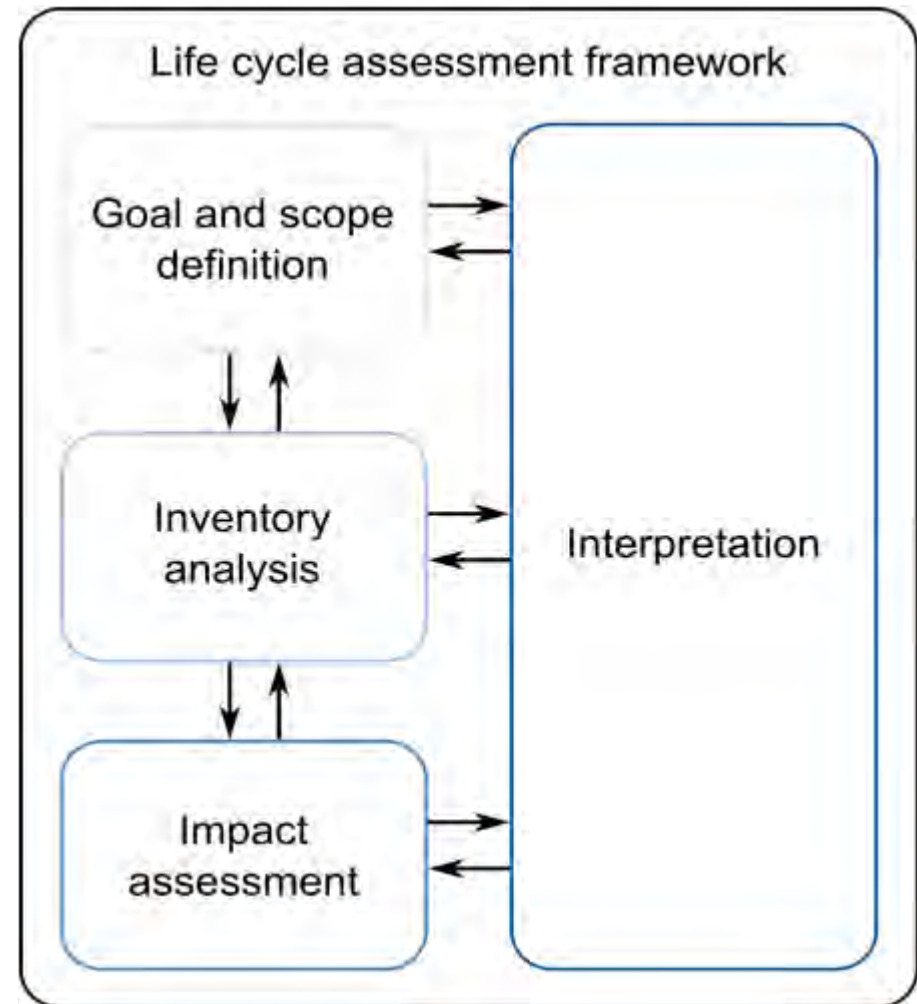 Life cycle assessment framework
Goal and scope
definition
Inventory
analysis
Interpretation
Impact
assessment